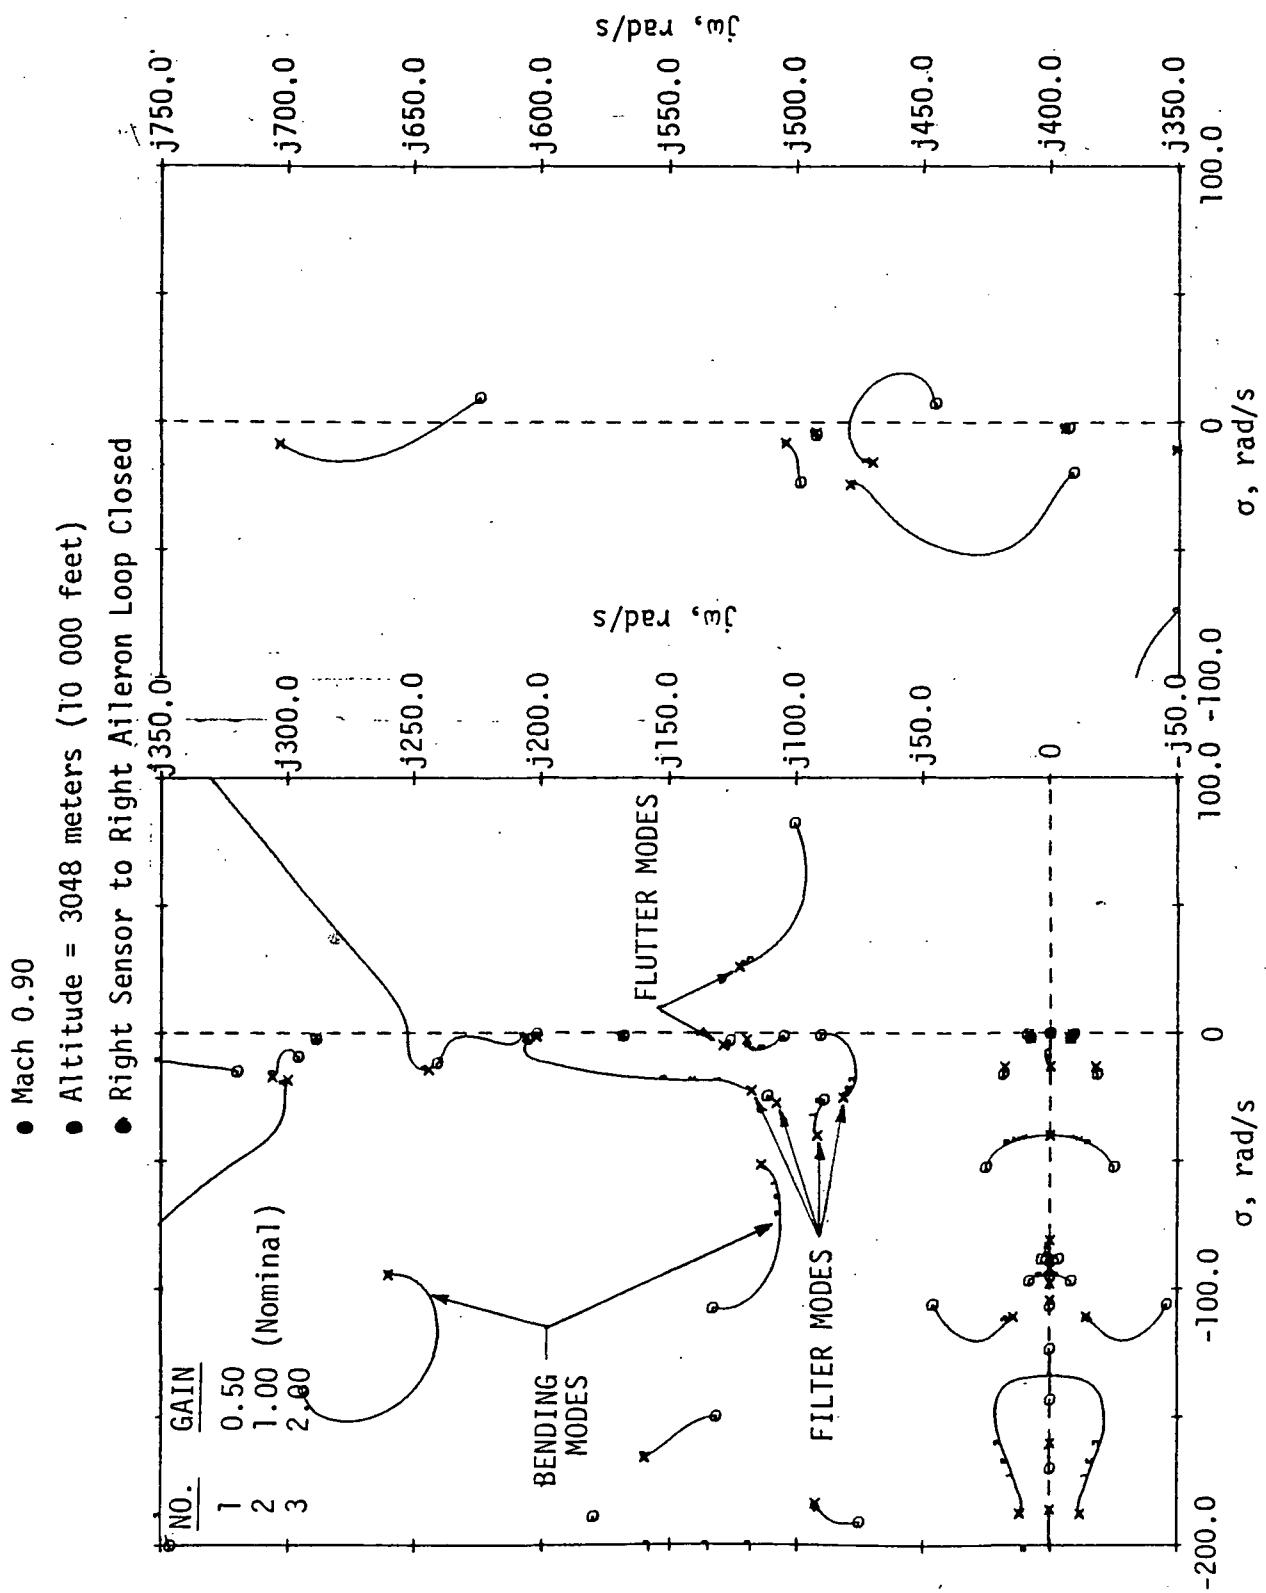 ● Mach 0.90
● Altitude = 3048 meters (10 000 feet)
● Right Sensor to Right Aileron Loop Closed
NO. GAIN
1 0.50
2 1.00 (Nominal)
3 2.00
BENDING
MODES
FILTER MODES
FLUTTER MODES
j350.0
j300.0
j250.0
j200.0
j150.0
j100.0
j50.0
0
-j50.0
jω, rad/s
-200.0
-100.0
0
100.0
σ, rad/s
j750.0
j700.0
j650.0
j600.0
j550.0
j500.0
j450.0
j400.0
j350.0
jω, rad/s
-100.0
0
100.0
σ, rad/s